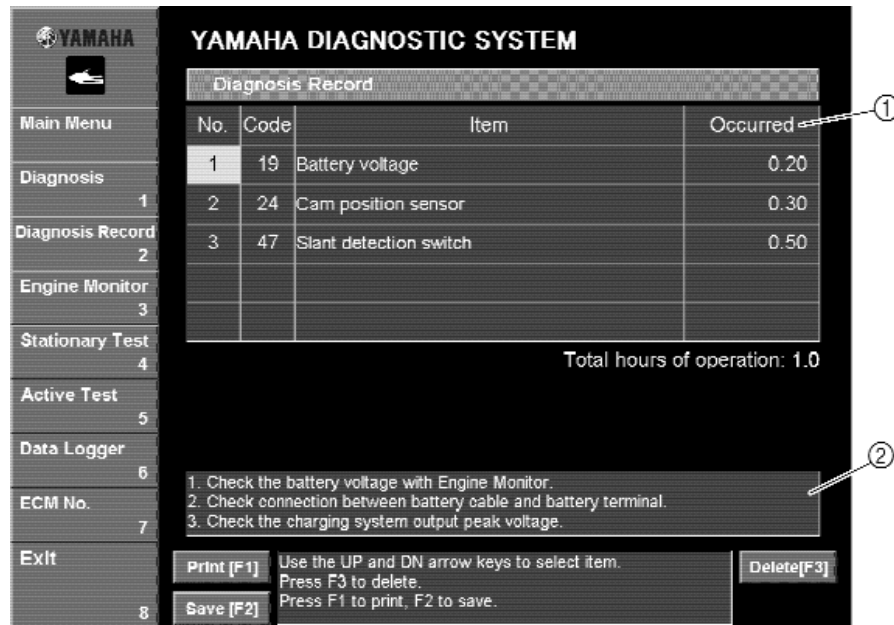 YAMAHA
YAMAHA DIAGNOSTIC SYSTEM
Diagnosis Record
Main Menu
Diagnosis
1
Diagnosis Record
2
Engine Monitor
3
Stationary Test
4
Active Test
5
Data Logger
6
ECM No.
7
Exit
8
No. Code Item Occurred
1 19 Battery voltage 0.20
2 24 Cam position sensor 0.30
3 47 Slant detection switch 0.50
Total hours of operation: 1.0
1. Check the battery voltage with Engine Monitor.
2. Check connection between battery cable and battery terminal.
3. Check the charging system output peak voltage.
Print [F1]
Save [F2]
Use the UP and DN arrow keys to select item.
Press F3 to delete.
Press F1 to print, F2 to save.
Delete[F3]
①
②